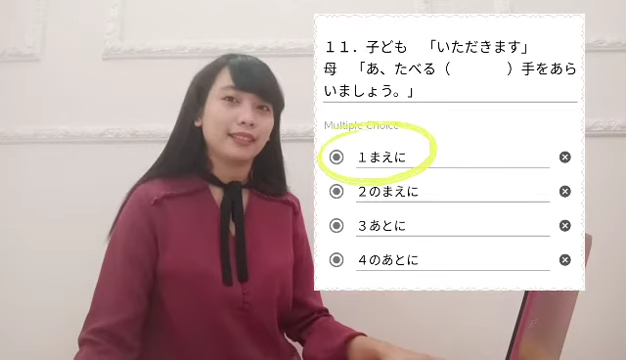 １１．子ども　「いただきます」
母　「あ、たべる（　　　　）手をあら
いましょう。」
Multiple Choice
１まえに
２のまえに
３あとに
４のあとに